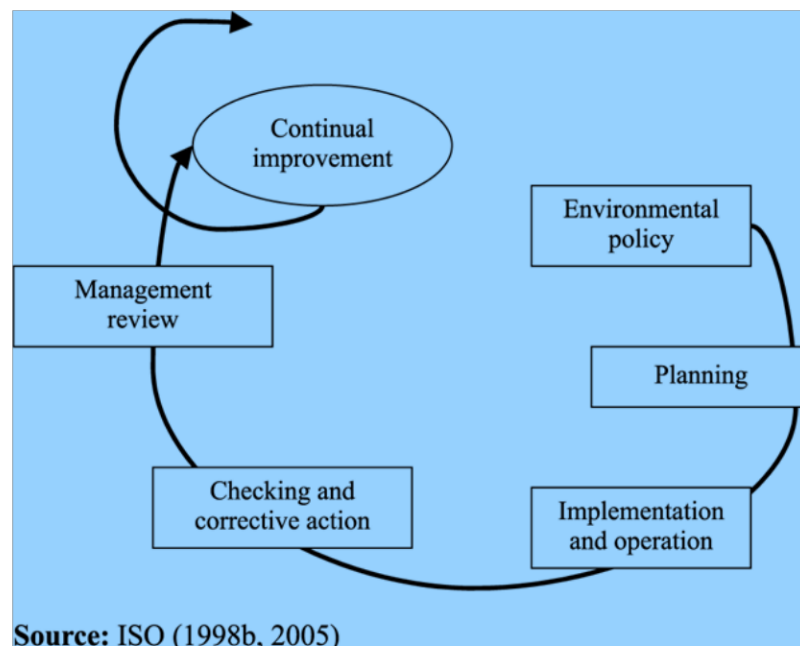 Continual
improvement
Environmental
policy
Management
review
Planning
Checking and
corrective action
Implementation
and operation
Source: ISO (1998b, 2005)